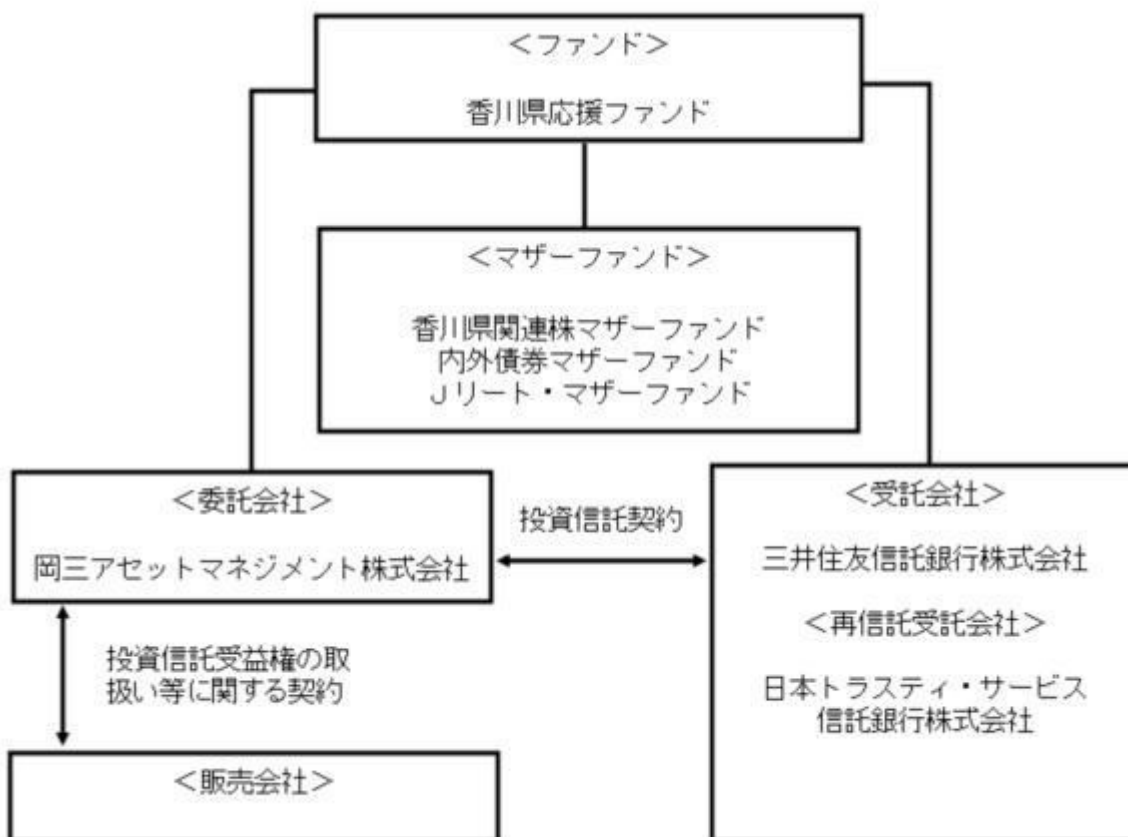 ＜ファンド＞
香川県応援ファンド
＜マザーファンド＞
香川県関連株マザーファンド
内外債券マザーファンド
Ｊリート・マザーファンド
＜委託会社＞
岡三アセットマネジメント株式会社
投資信託契約
＜受託会社＞
三井住友信託銀行株式会社
＜再信託受託会社＞
日本トラスティ・サービス
信託銀行株式会社
投資信託受益権の取
扱い等に関する契約
＜販売会社＞